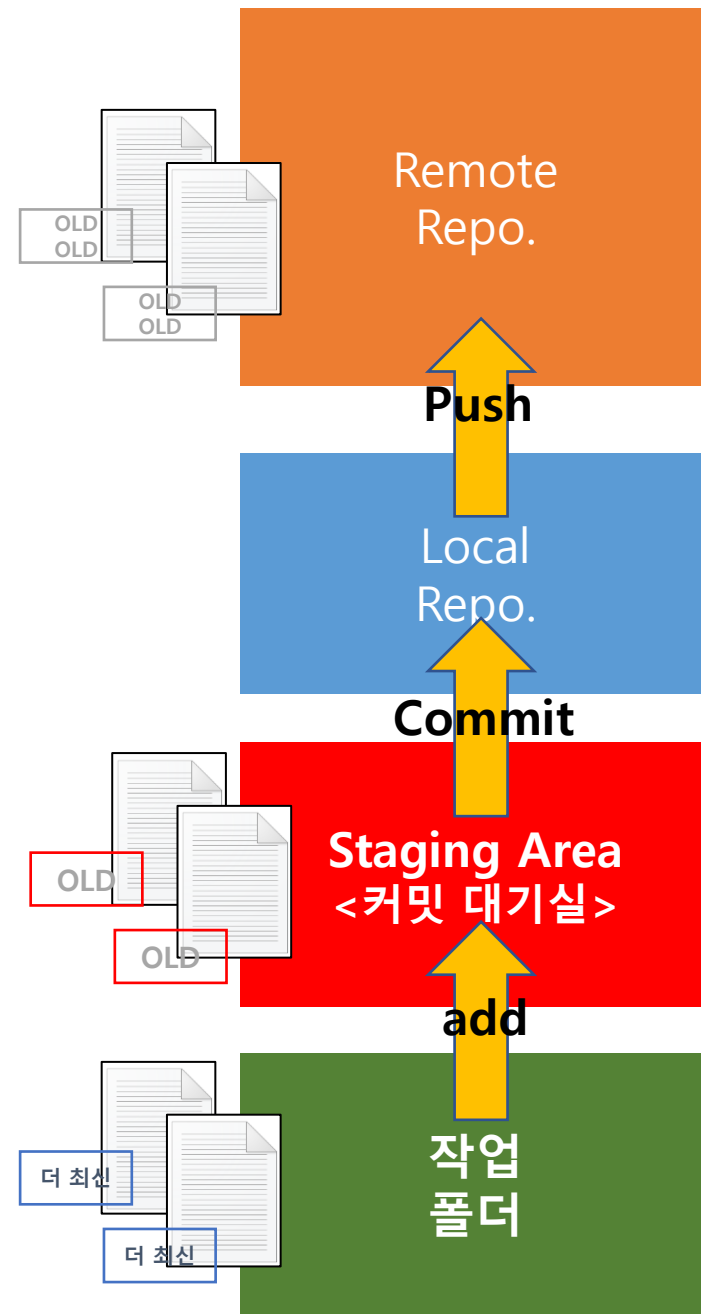 Remote
Repo.
OLD
OLD
OLD
OLD
Push
Local
Repo.
Commit
Staging Area
<커밋 대기실>
OLD
OLD
add
작업
폴더
더 최신
더 최신